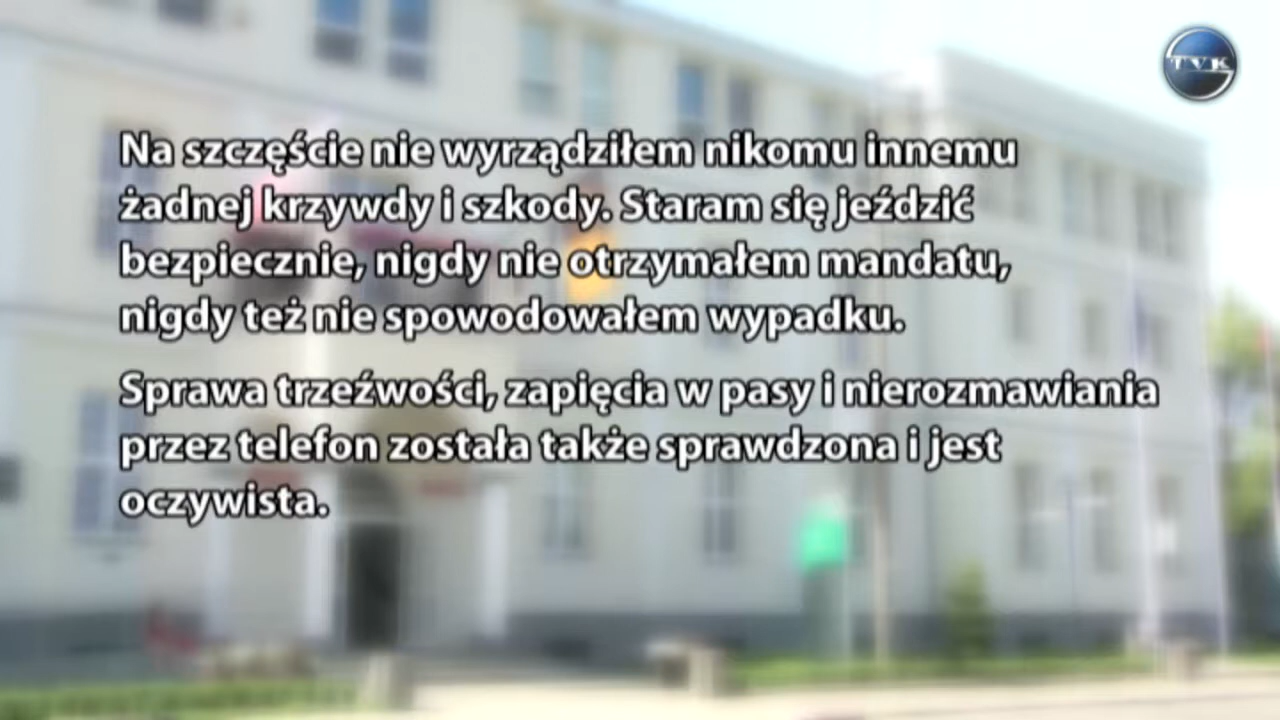 TVK
Na szczęście nie wyrządziłem nikomu innemu
żadnej krzywdy i szkody. Staram się jeździć
bezpiecznie, nigdy nie otrzymałem mandatu,
nigdy też nie spowodowałem wypadku.
Sprawa trzeźwości, zapięcia w pasy i nierozmawiania
przez telefon została także sprawdzona i jest
oczywista.